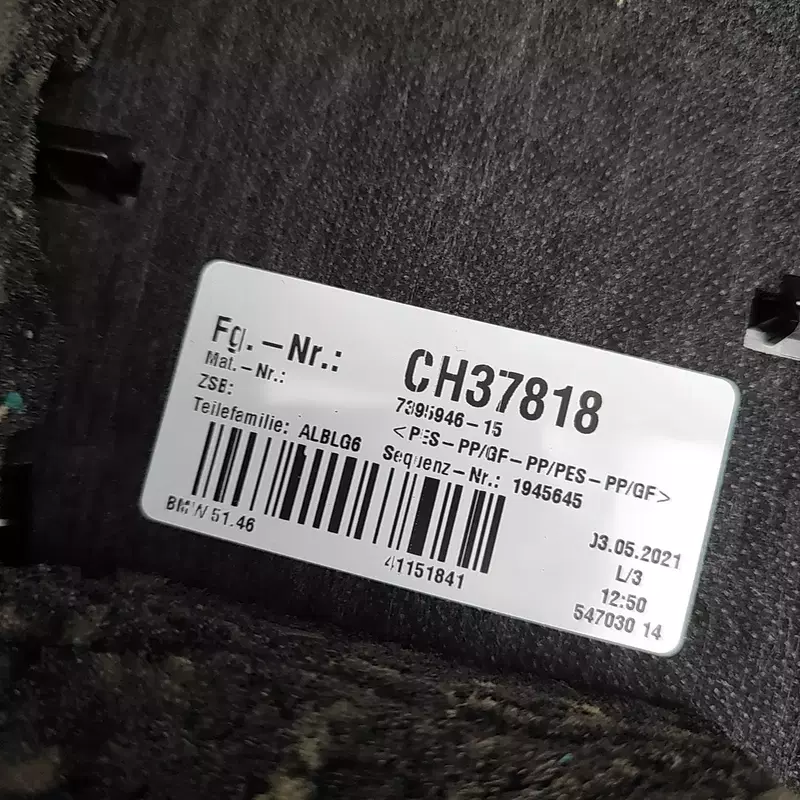 Fg.-Nr.: CH37818
Mat.-Nr.: 7395946-15
ZSB: <PES-PP/GF-PP/PES-PP/GF>
Teilefamilie: ALBLG6 Sequenz-Nr.: 1945645
BMW 51.46
41151841
03.05.2021
L/3
12:50
547030 14